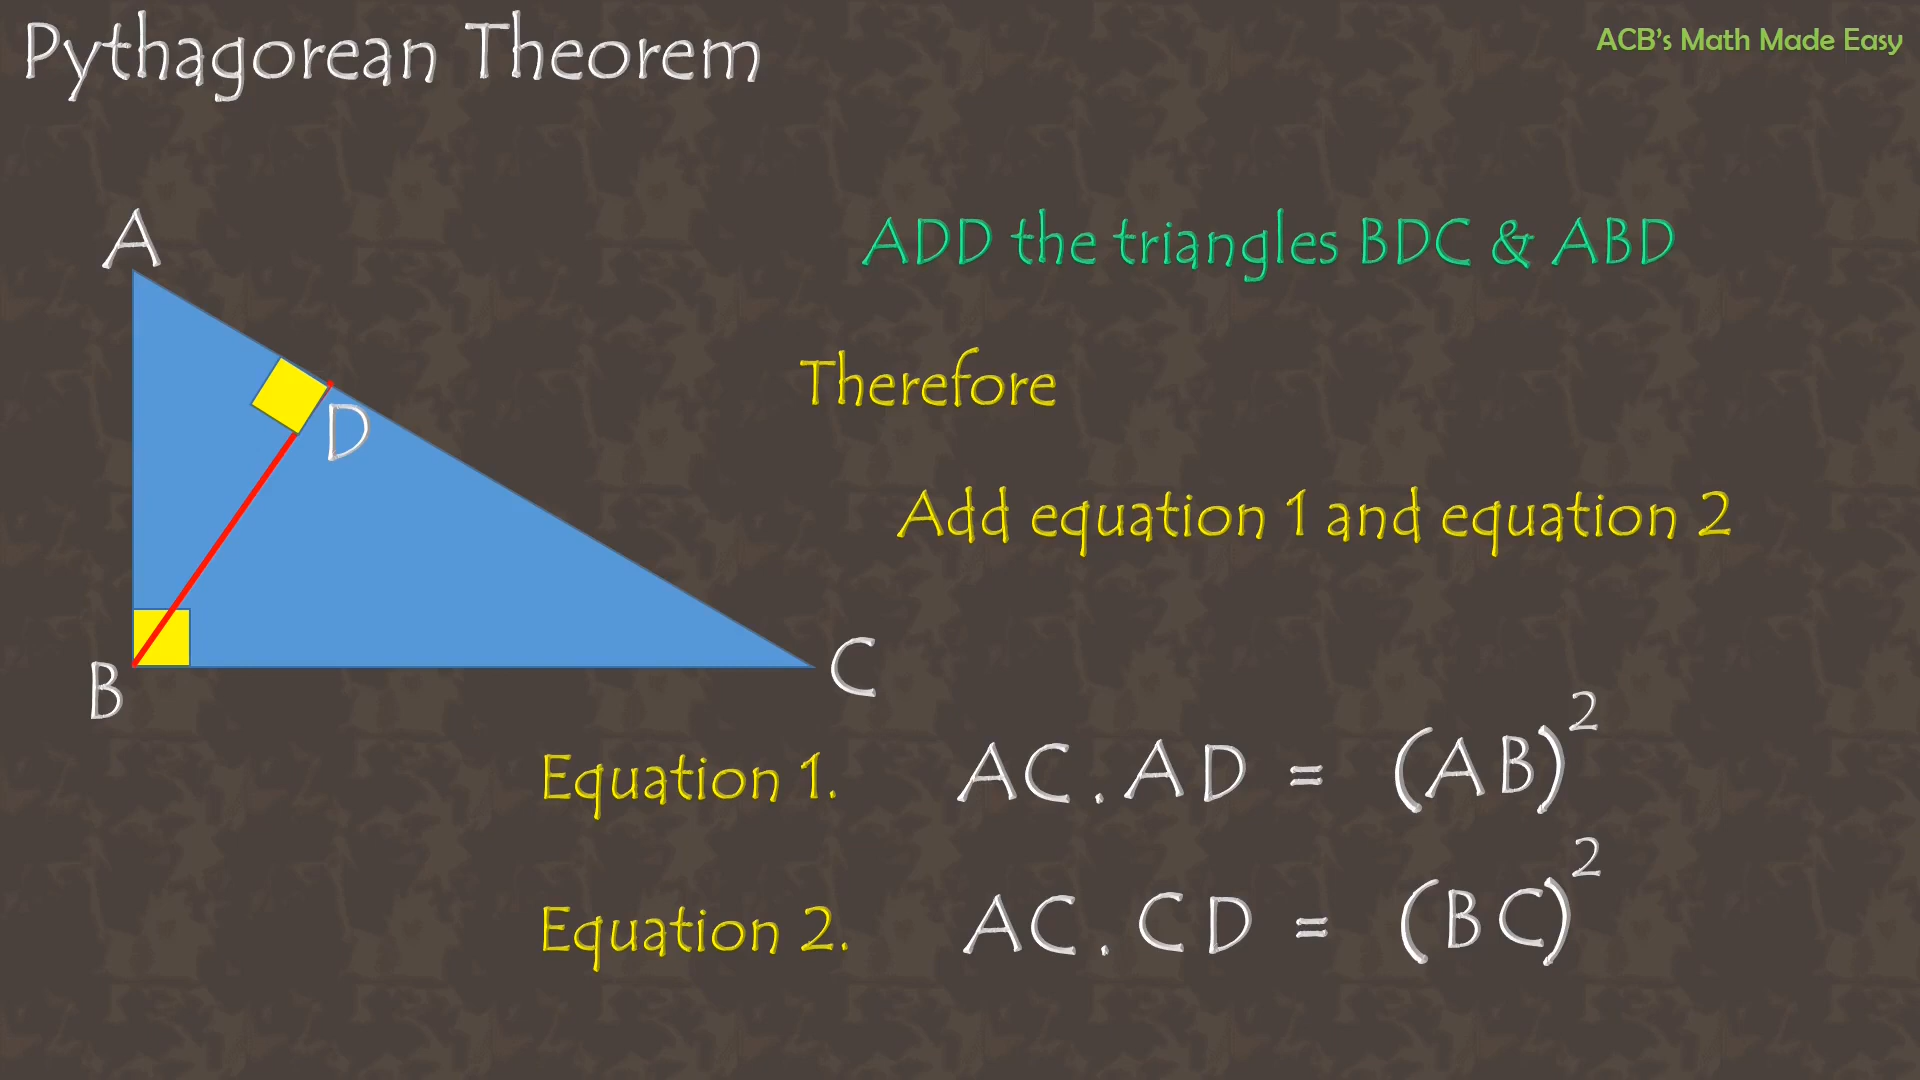 Pythagorean Theorem
ACB's Math Made Easy
A
ADD the triangles BDC & ABD
Therefore
D
Add equation 1 and equation 2
B
C
Equation 1. AC . AD = (AB)²
Equation 2. AC . CD = (BC)²